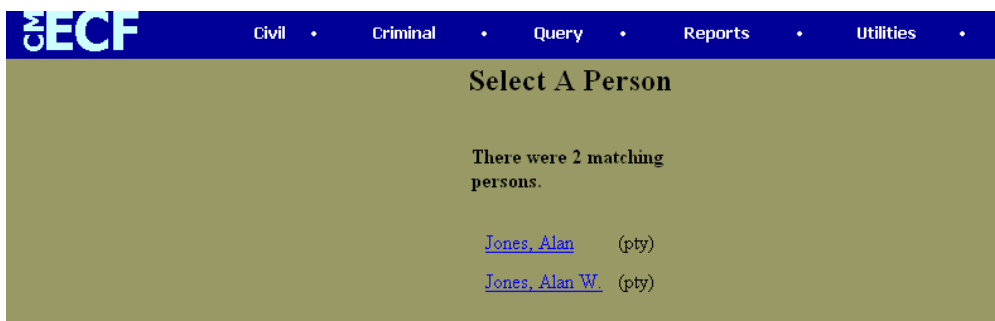 CM ECF Civil • Criminal • Query • Reports • Utilities •
Select A Person
There were 2 matching
persons.
Jones, Alan (pty)
Jones, Alan W. (pty)